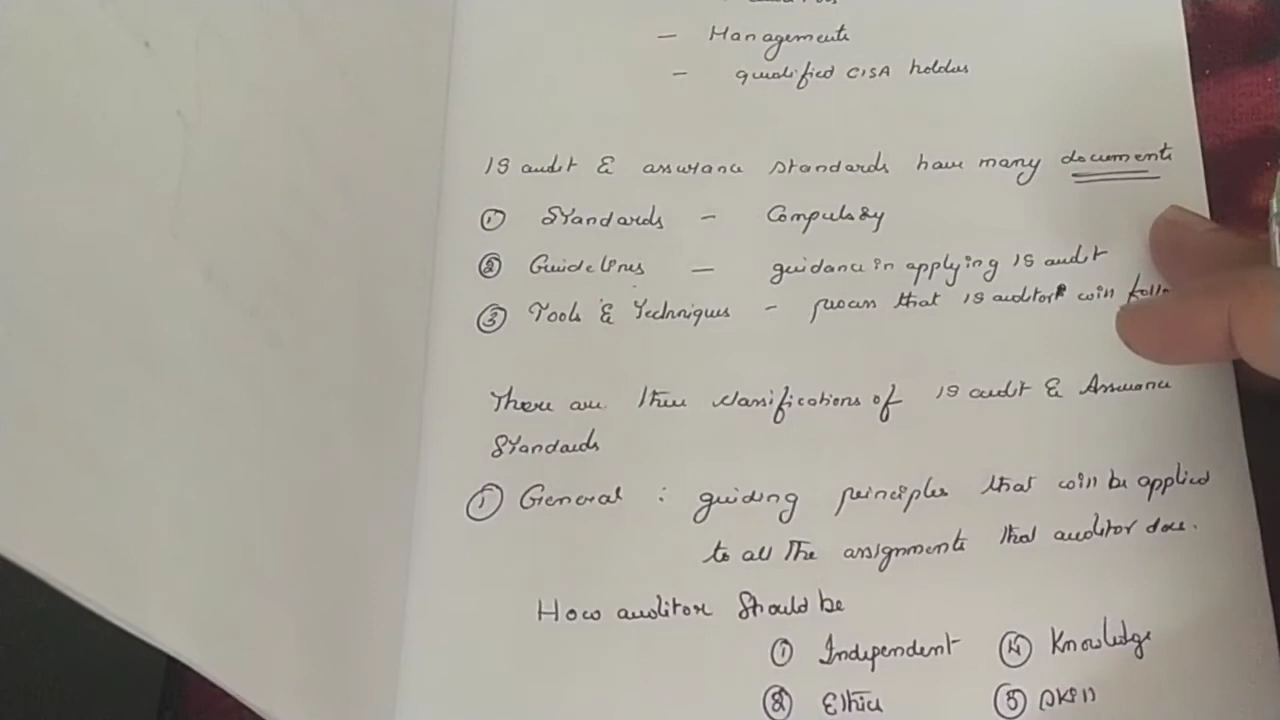 - Managements
- qualified CISA holders
IS audit & assurance standards have many documents
① Standards - Compulsory
② Guidelines - guidance in applying IS audit
③ Tools & Techniques - process that IS auditor will follo
There are three classifications of IS audit & Assurance
Standards
① General : guiding principles that will be applied
to all the assignments that auditor does.
How auditor should be
① Independent ④ Knowledge
② Ethics ⑤ skill